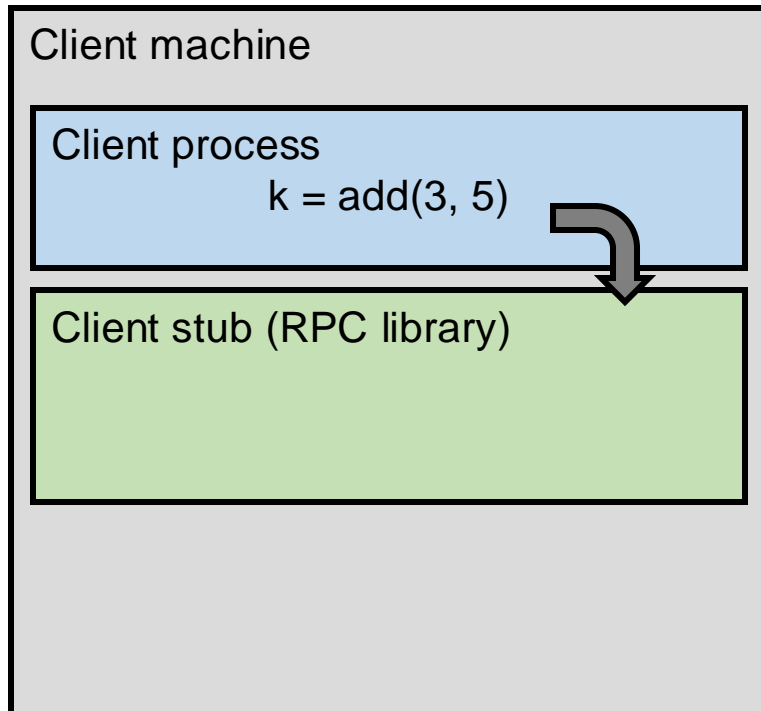 Client machine
Client process
k = add(3, 5)
Client stub (RPC library)